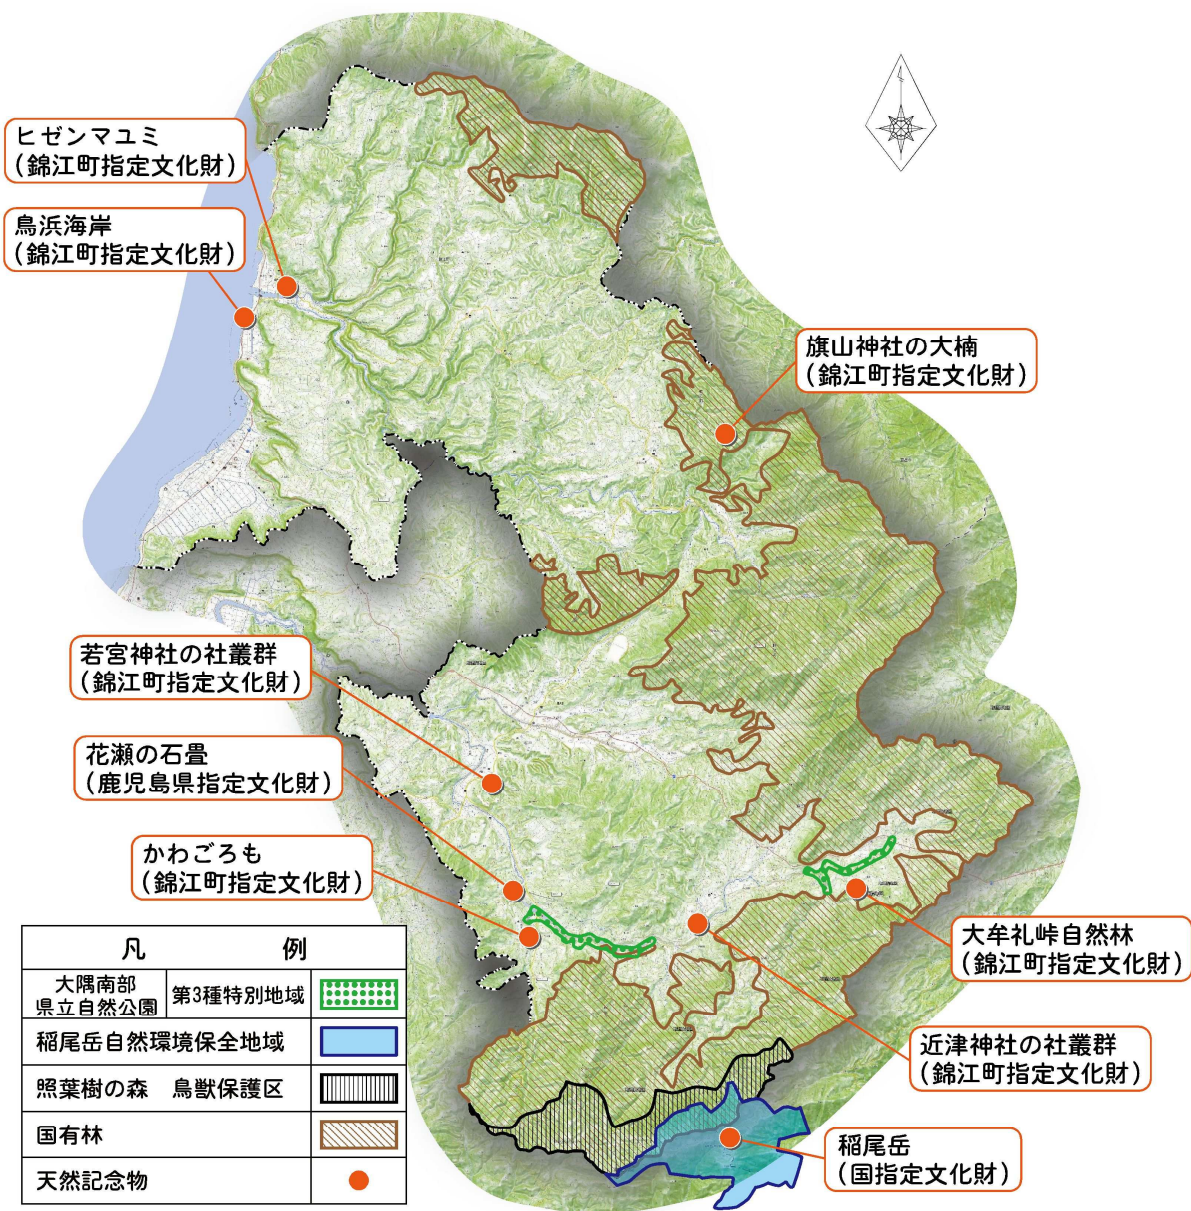 ヒゼンマユミ
(錦江町指定文化財)
鳥浜海岸
(錦江町指定文化財)
旗山神社の大楠
(錦江町指定文化財)
若宮神社の社叢群
(錦江町指定文化財)
花瀬の石畳
(鹿児島県指定文化財)
かわごろも
(錦江町指定文化財)
大牟礼峠自然林
(錦江町指定文化財)
近津神社の社叢群
(錦江町指定文化財)
稲尾岳
(国指定文化財)
凡 例
大隅南部
県立自然公園
第3種特別地域
稲尾岳自然環境保全地域
照葉樹の森 鳥獣保護区
国有林
天然記念物